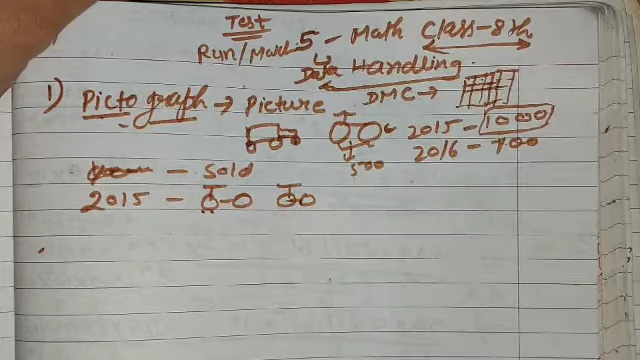 Test
Run/Math 5 - Math Class-8th
Data Handling
1) Pictograph → Picture DMC →
2015 - 1000
2016 - 700
500
- Sold
2015 -